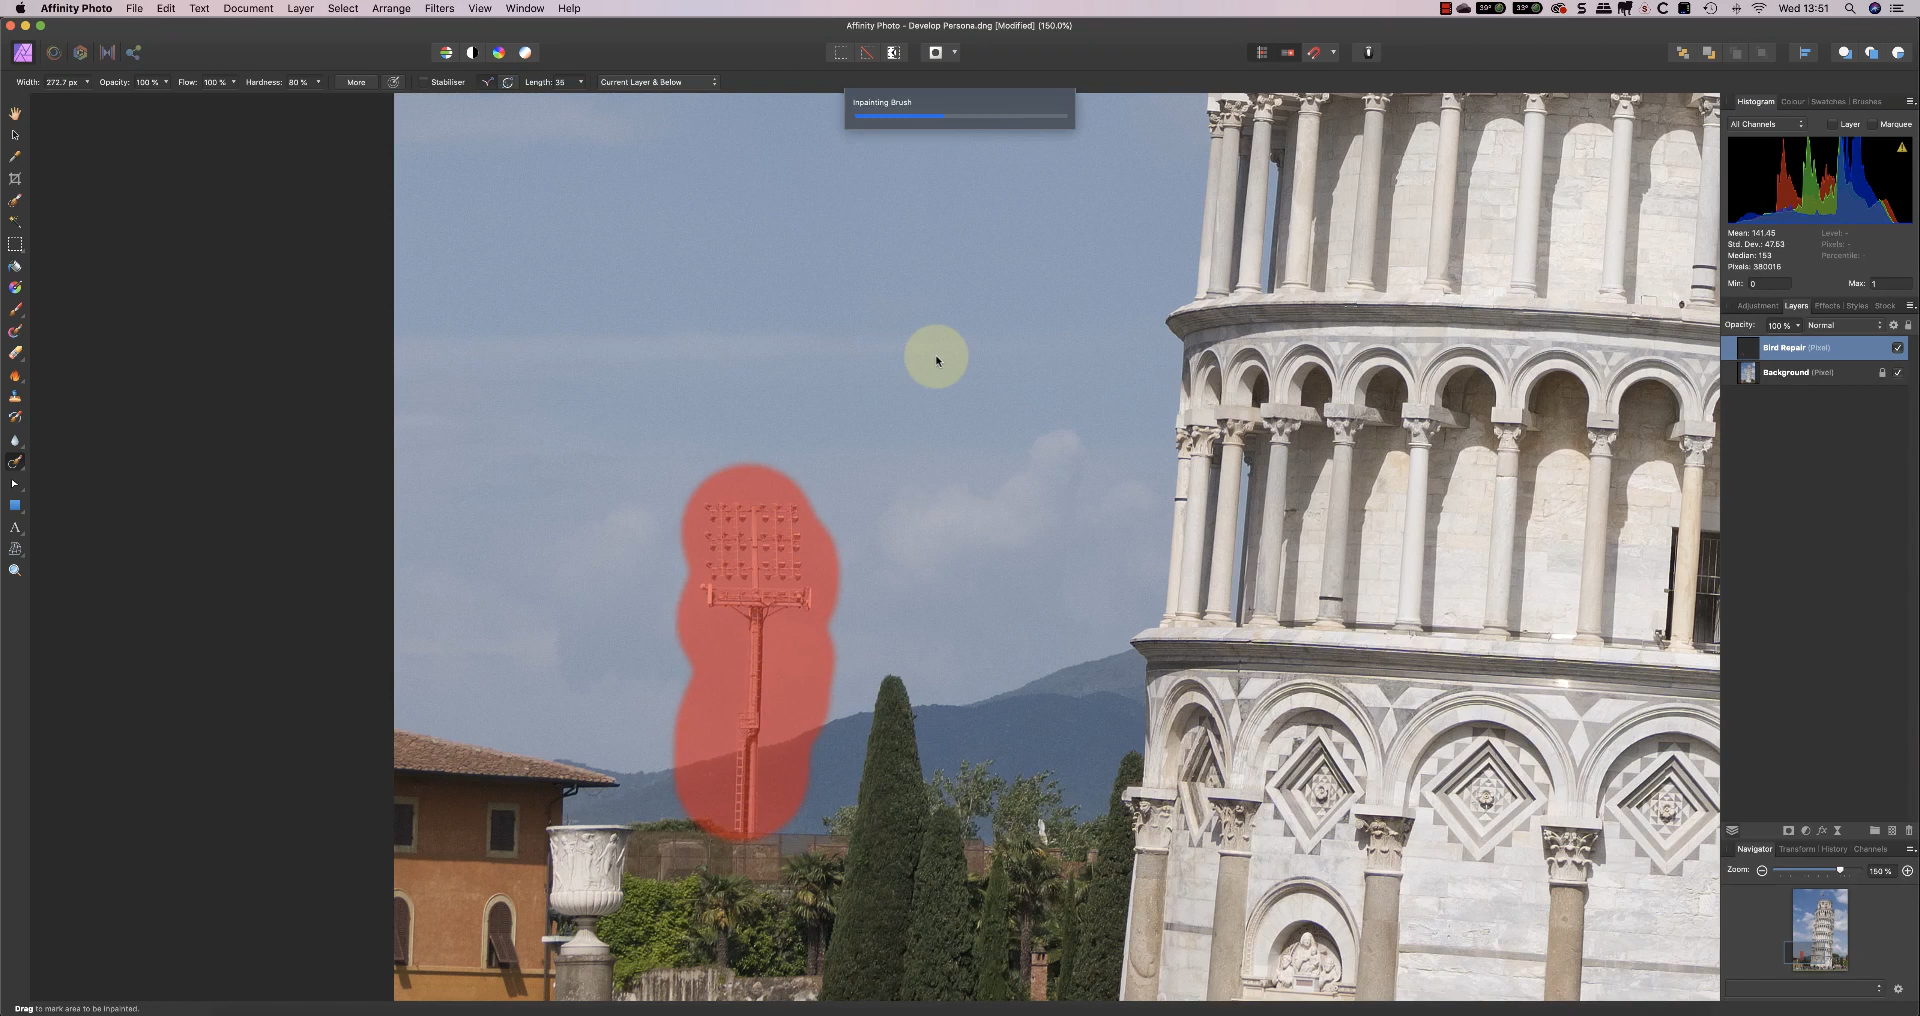 Affinity Photo File Edit Text Document Layer Select Arrange Filters View Window Help 39° 33° Wed 13:51
Affinity Photo - Develop Persona.dng [Modified] (150.0%)
Width: 272.7 px Opacity: 100 % Flow: 100 % Hardness: 80 % More Stabiliser Length: 35 Current Layer & Below
Inpainting Brush
Histogram Colour Swatches Brushes
All Channels Layer Marquee
Mean: 141.45 Level: -
Std. Dev.: 47.53 Pixels: -
Median: 153 Percentile: -
Pixels: 380016
Min: 0 Max: 1
Adjustment Layers Effects Styles Stock
Opacity: 100 % Normal
Bird Repair (Pixel)
Background (Pixel)
Navigator Transform History Channels
Zoom: 150 %
Drag to mark area to be inpainted.